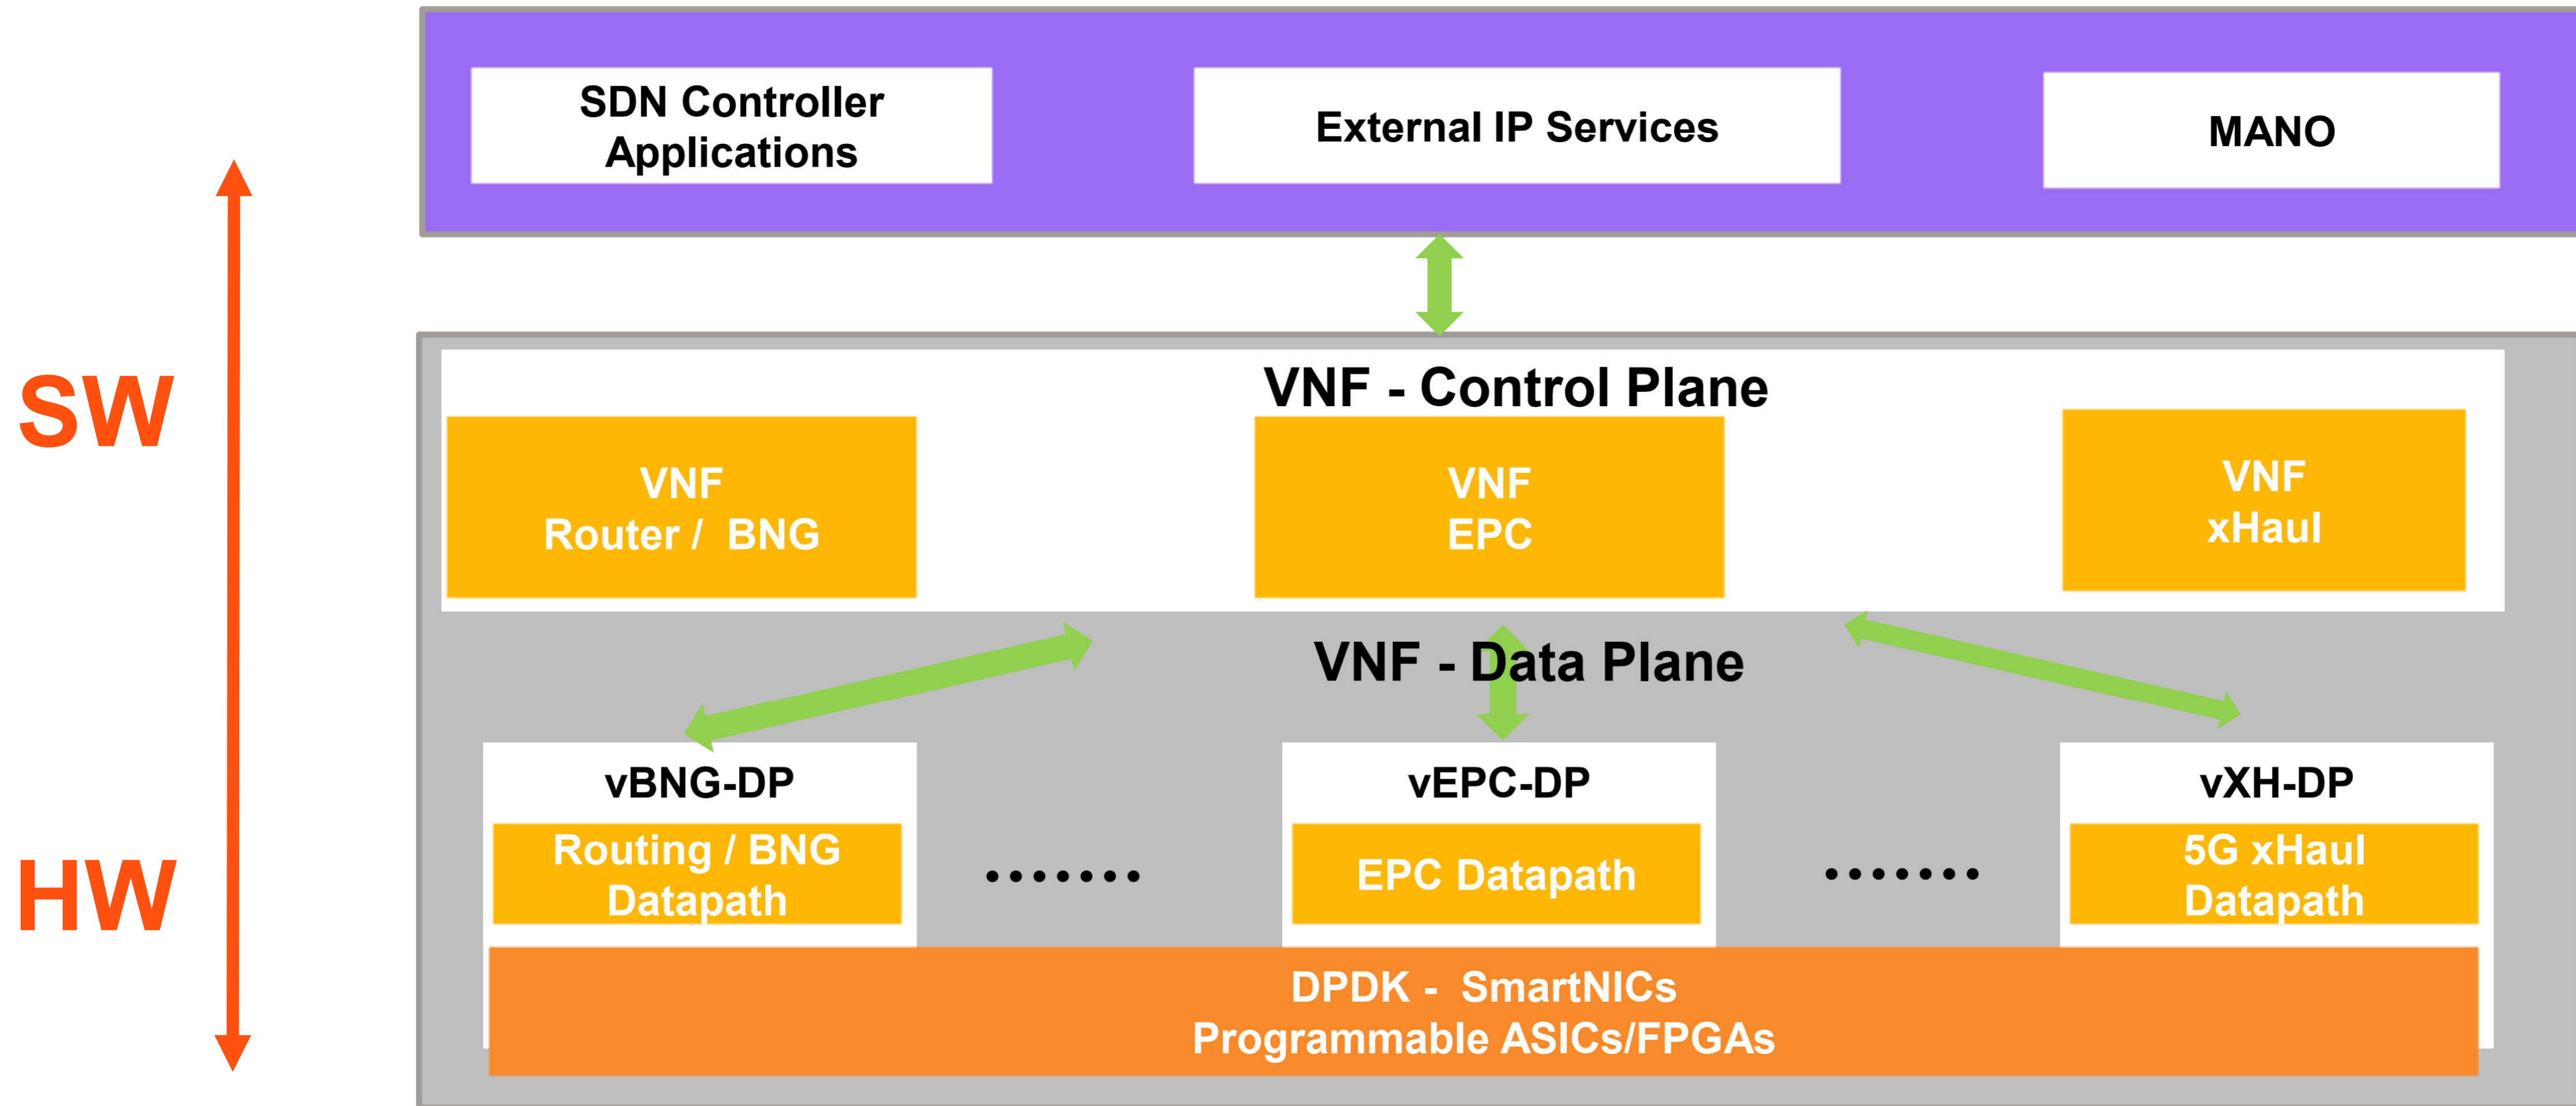 SDN Controller
Applications
External IP Services
MANO
SW
VNF - Control Plane
VNF
Router / BNG
VNF
EPC
VNF
xHaul
VNF - Data Plane
HW
vBNG-DP
Routing / BNG
Datapath
.......
vEPC-DP
EPC Datapath
.......
vXH-DP
5G xHaul
Datapath
DPDK - SmartNICs
Programmable ASICs/FPGAs